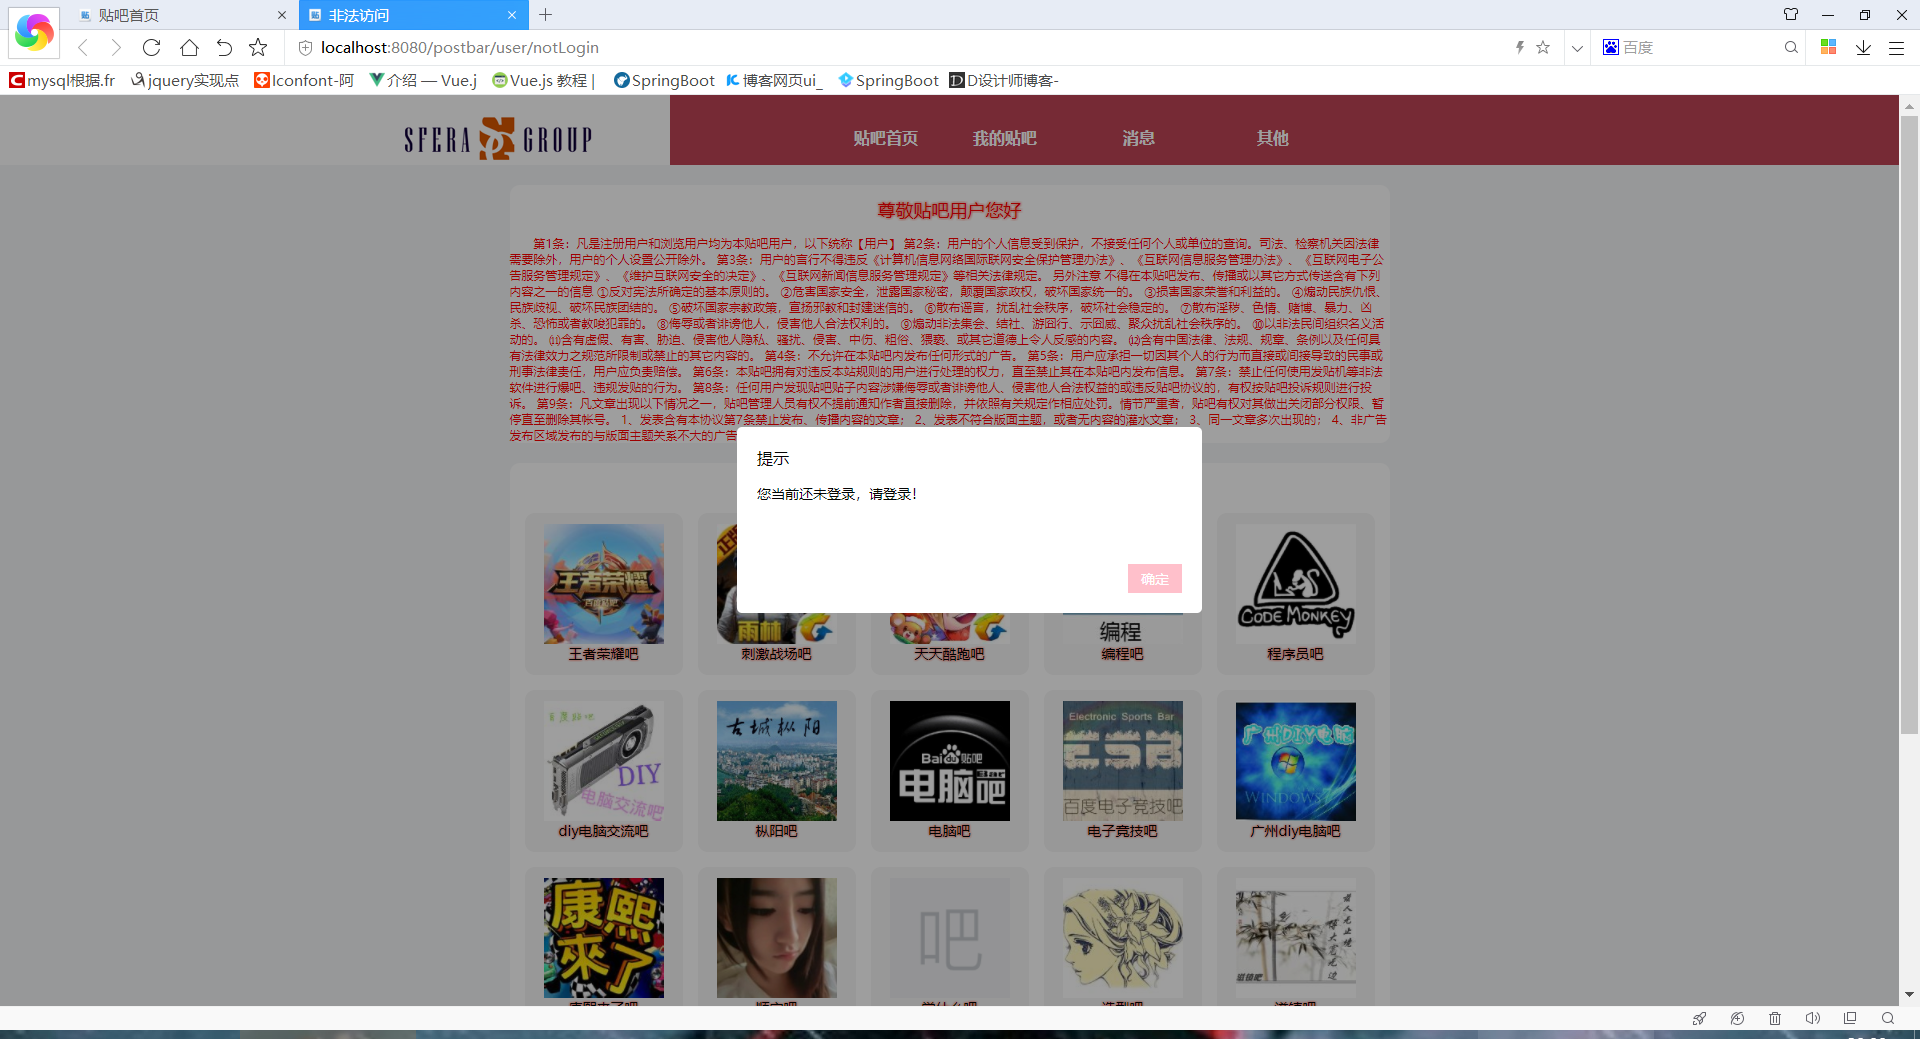 贴吧首页
非法访问
localhost:8080/postbar/user/notLogin
百度
mysql根据.fr
jquery实现点
Iconfont-阿
介绍 — Vue.j
Vue.js 教程 |
SpringBoot
博客网页ui_
SpringBoot
D设计师博客-
SFERA GROUP
贴吧首页
我的贴吧
消息
其他
尊敬贴吧用户您好
第1条：凡是注册用户和浏览用户均为本贴吧用户，以下统称【用户】 第2条：用户的个人信息受到保护，不接受任何个人或单位的查询。司法、检察机关因法律
需要除外，用户的个人设置公开除外。 第3条：用户的言行不得违反《计算机信息网络国际联网安全保护管理办法》、《互联网信息服务管理办法》、《互联网电子公
告服务管理规定》、《维护互联网安全的决定》、《互联网新闻信息服务管理规定》等相关法律规定。 另外注意 不得在本贴吧发布、传播或以其它方式传送含有下列
内容之一的信息 ①反对宪法所确定的基本原则的。 ②危害国家安全，泄露国家秘密，颠覆国家政权，破坏国家统一的。 ③损害国家荣誉和利益的。 ④煽动民族仇恨、
民族歧视、破坏民族团结的。 ⑤破坏国家宗教政策，宣扬邪教和封建迷信的。 ⑥散布谣言，扰乱社会秩序，破坏社会稳定的。 ⑦散布淫秽、色情、赌博、暴力、凶
杀、恐怖或者教唆犯罪的。 ⑧侮辱或者诽谤他人，侵害他人合法权利的。 ⑨煽动非法集会、结社、游囬行、示囬威、聚众扰乱社会秩序的。 ⑩以非法民间组织名义活
动的。 ⑾含有虚假、有害、胁迫、侵害他人隐私、骚扰、侵害、中伤、粗俗、猥亵、或其它道德上令人反感的内容。 ⑿含有中国法律、法规、规章、条例以及任何具
有法律效力之规范所限制或禁止的其它内容的。 第4条：不允许在本贴吧内发布任何形式的广告。 第5条：用户应承担一切因其个人的行为而直接或间接导致的民事或
刑事法律责任，用户应负责赔偿。 第6条：本贴吧拥有对违反本站规则的用户进行处理的权力，直至禁止其在本贴吧内发布信息。 第7条：禁止任何使用发贴机等非法
软件进行爆吧、违规发贴的行为。 第8条：任何用户发现贴吧贴子内容涉嫌侮辱或者诽谤他人、侵害他人合法权益的或违反贴吧协议的，有权按贴吧投诉规则进行投
诉。 第9条：凡文章出现以下情况之一，贴吧管理人员有权不提前通知作者直接删除，并依照有关规定作相应处罚。情节严重者，贴吧有权对其做出关闭部分权限、暂
停直至删除其帐号。 1、发表含有本协议第7条禁止发布、传播内容的文章； 2、发表不符合版面主题，或者无内容的灌水文章； 3、同一文章多次出现的； 4、非广告
发布区域发布的与版面主题关系不大的广告
提示
您当前还未登录，请登录！
确定
王者荣耀
百度贴吧
雨林
编程
CODE MONKEY
王者荣耀吧
刺激战场吧
天天酷跑吧
编程吧
程序员吧
百度贴吧
DIY
电脑交流吧
古城枞阳
Bai 贴吧
电脑吧
Electronic Sports Bar
ESB
百度电子竞技吧
广州DIY电脑
WINDOWS7
diy电脑交流吧
枞阳吧
电脑吧
电子竞技吧
广州diy电脑吧
康熙來了
吧